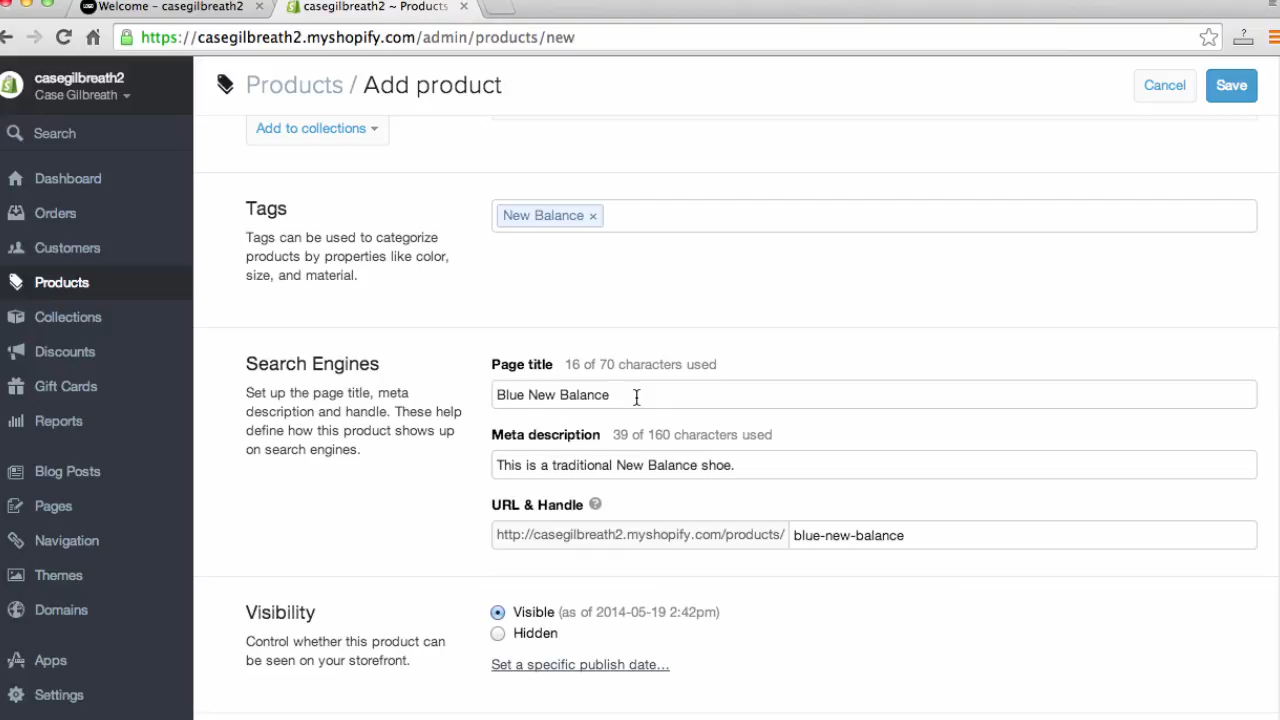 Welcome ~ casegilbreath2 ×
casegilbreath2 ~ Products ×
https://casegilbreath2.myshopify.com/admin/products/new
casegilbreath2
Case Gilbreath
Products / Add product
Cancel
Save
Add to collections
Search
Dashboard
Orders
Customers
Products
Collections
Discounts
Gift Cards
Reports
Blog Posts
Pages
Navigation
Themes
Domains
Apps
Settings
Tags
Tags can be used to categorize
products by properties like color,
size, and material.
New Balance ×
Search Engines
Set up the page title, meta
description and handle. These help
define how this product shows up
on search engines.
Page title 16 of 70 characters used
Blue New Balance
Meta description 39 of 160 characters used
This is a traditional New Balance shoe.
URL & Handle ?
http://casegilbreath2.myshopify.com/products/ blue-new-balance
Visibility
Control whether this product can
be seen on your storefront.
Visible (as of 2014-05-19 2:42pm)
Hidden
Set a specific publish date...